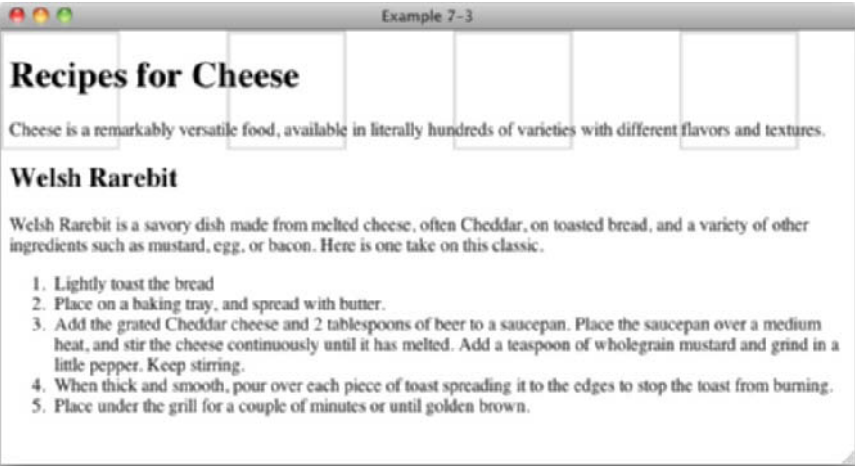 Example 7-3
Recipes for Cheese
Cheese is a remarkably versatile food, available in literally hundreds of varieties with different flavors and textures.
Welsh Rarebit
Welsh Rarebit is a savory dish made from melted cheese, often Cheddar, on toasted bread, and a variety of other
ingredients such as mustard, egg, or bacon. Here is one take on this classic.
1. Lightly toast the bread
2. Place on a baking tray, and spread with butter.
3. Add the grated Cheddar cheese and 2 tablespoons of beer to a saucepan. Place the saucepan over a medium
heat, and stir the cheese continuously until it has melted. Add a teaspoon of wholegrain mustard and grind in a
little pepper. Keep stirring.
4. When thick and smooth, pour over each piece of toast spreading it to the edges to stop the toast from burning.
5. Place under the grill for a couple of minutes or until golden brown.